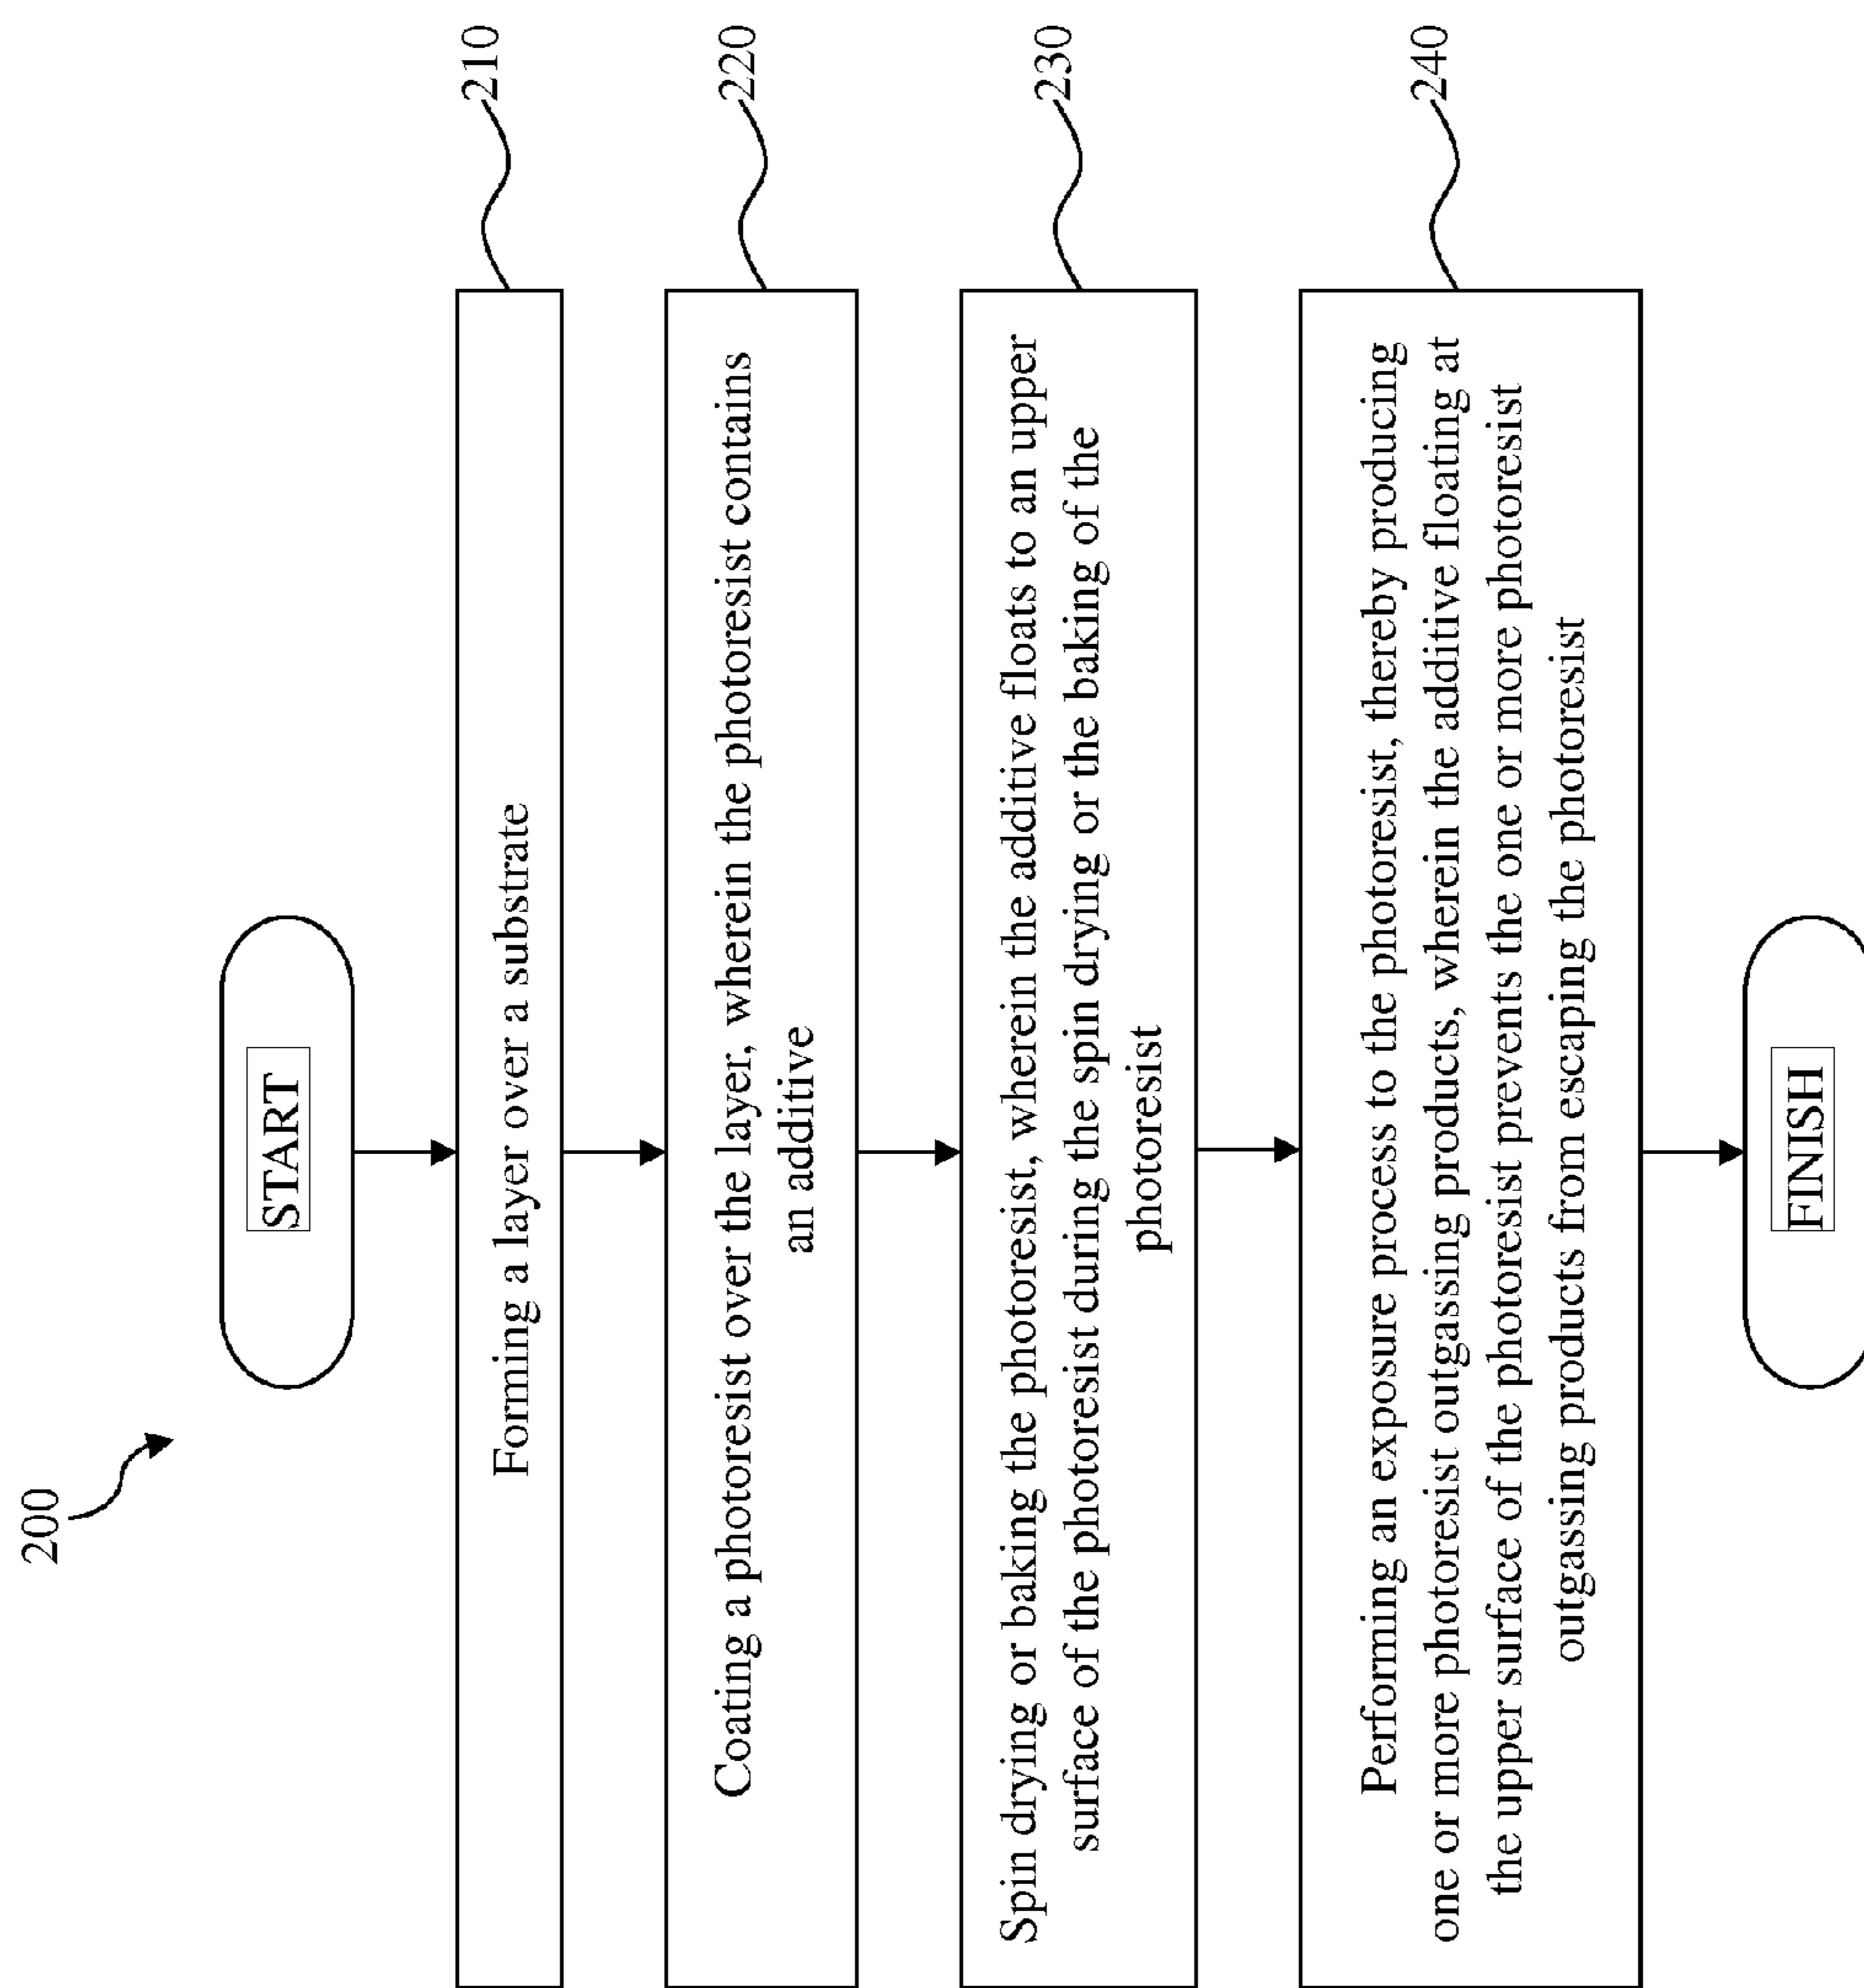 200
START
Forming a layer over a substrate
210
Coating a photoresist over the layer, wherein the photoresist contains
an additive
220
Spin drying or baking the photoresist, wherein the additive floats to an upper
surface of the photoresist during the spin drying or the baking of the
photoresist
230
Performing an exposure process to the photoresist, thereby producing
one or more photoresist outgassing products, wherein the additive floating at
the upper surface of the photoresist prevents the one or more photoresist
outgassing products from escaping the photoresist
240
FINISH